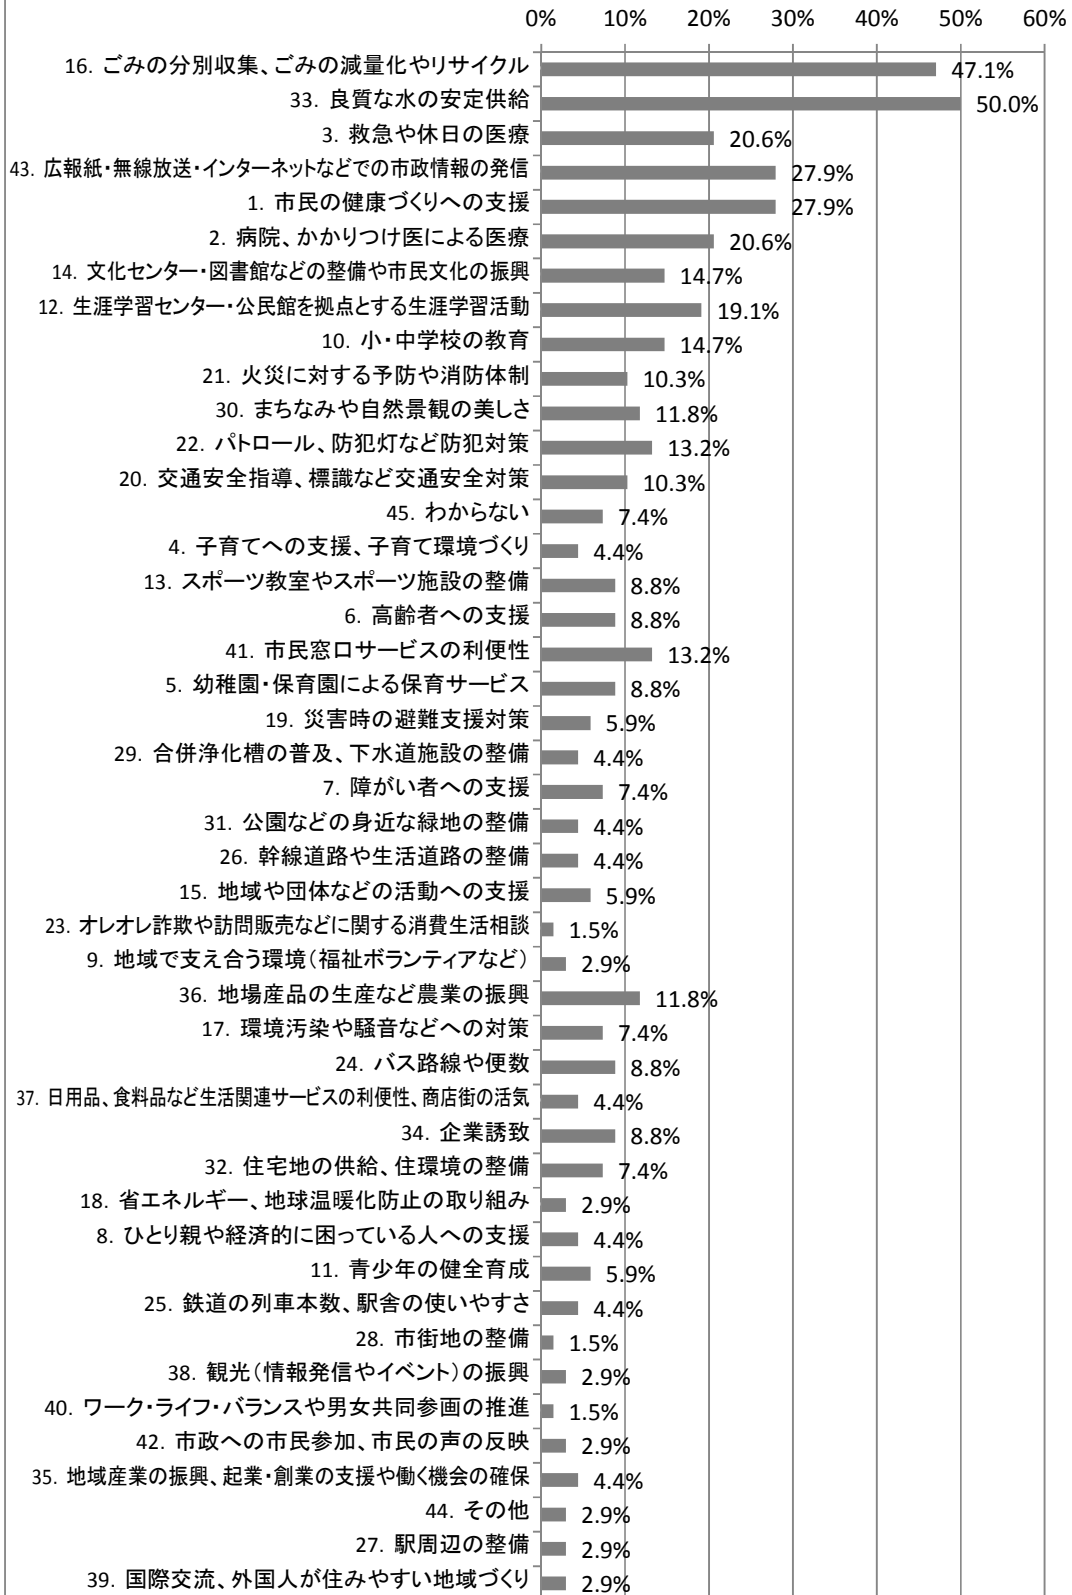 0% 10% 20% 30% 40% 50% 60%
16. ごみの分別収集、ごみの減量化やリサイクル 47.1%
33. 良質な水の安定供給 50.0%
3. 救急や休日の医療 20.6%
43. 広報紙・無線放送・インターネットなどでの市政情報の発信 27.9%
1. 市民の健康づくりへの支援 27.9%
2. 病院、かかりつけ医による医療 20.6%
14. 文化センター・図書館などの整備や市民文化の振興 14.7%
12. 生涯学習センター・公民館を拠点とする生涯学習活動 19.1%
10. 小・中学校の教育 14.7%
21. 火災に対する予防や消防体制 10.3%
30. まちなみや自然景観の美しさ 11.8%
22. パトロール、防犯灯など防犯対策 13.2%
20. 交通安全指導、標識など交通安全対策 10.3%
45. わからない 7.4%
4. 子育てへの支援、子育て環境づくり 4.4%
13. スポーツ教室やスポーツ施設の整備 8.8%
6. 高齢者への支援 8.8%
41. 市民窓口サービスの利便性 13.2%
5. 幼稚園・保育園による保育サービス 8.8%
19. 災害時の避難支援対策 5.9%
29. 合併浄化槽の普及、下水道施設の整備 4.4%
7. 障がい者への支援 7.4%
31. 公園などの身近な緑地の整備 4.4%
26. 幹線道路や生活道路の整備 4.4%
15. 地域や団体などの活動への支援 5.9%
23. オレオレ詐欺や訪問販売などに関する消費生活相談 1.5%
9. 地域で支え合う環境（福祉ボランティアなど） 2.9%
36. 地場産品の生産など農業の振興 11.8%
17. 環境汚染や騒音などへの対策 7.4%
24. バス路線や便数 8.8%
37. 日用品、食料品など生活関連サービスの利便性、商店街の活気 4.4%
34. 企業誘致 8.8%
32. 住宅地の供給、住環境の整備 7.4%
18. 省エネルギー、地球温暖化防止の取り組み 2.9%
8. ひとり親や経済的に困っている人への支援 4.4%
11. 青少年の健全育成 5.9%
25. 鉄道の列車本数、駅舎の使いやすさ 4.4%
28. 市街地の整備 1.5%
38. 観光（情報発信やイベント）の振興 2.9%
40. ワーク・ライフ・バランスや男女共同参画の推進 1.5%
42. 市政への市民参加、市民の声の反映 2.9%
35. 地域産業の振興、起業・創業の支援や働く機会の確保 4.4%
44. その他 2.9%
27. 駅周辺の整備 2.9%
39. 国際交流、外国人が住みやすい地域づくり 2.9%